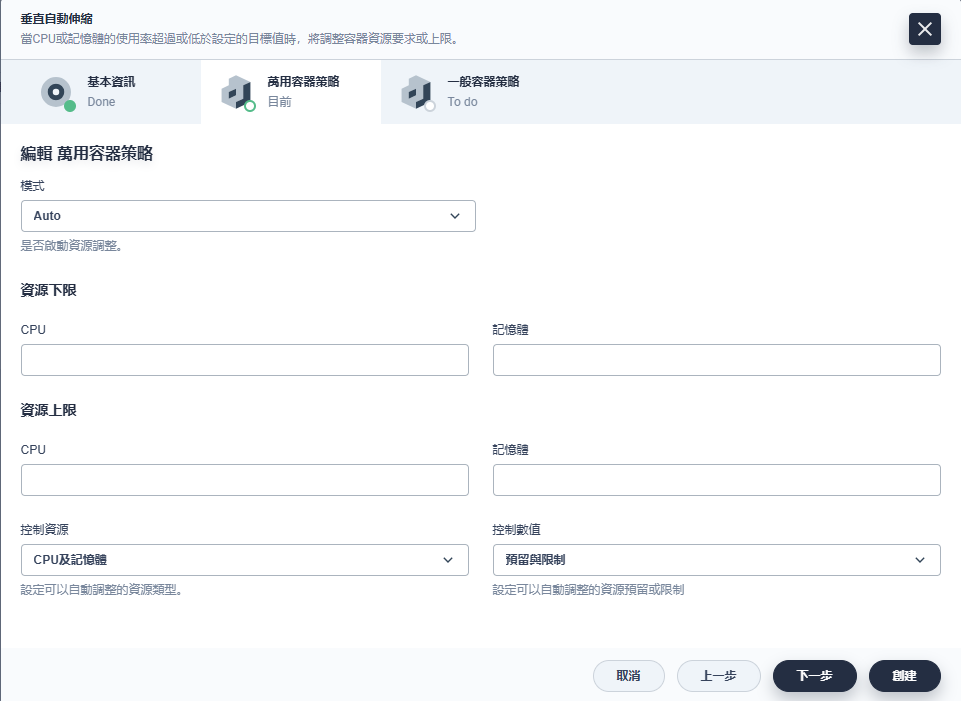 垂直自動伸縮
當CPU或記憶體的使用率超過或低於設定的目標值時，將調整容器資源要求或上限。
基本資訊
Done
萬用容器策略
目前
一般容器策略
To do
編輯 萬用容器策略
模式
Auto
是否啟動資源調整。
資源下限
CPU
記憶體
資源上限
CPU
記憶體
控制資源
控制數值
CPU及記憶體
預留與限制
設定可以自動調整的資源類型。
設定可以自動調整的資源預留或限制
取消
上一步
下一步
創建